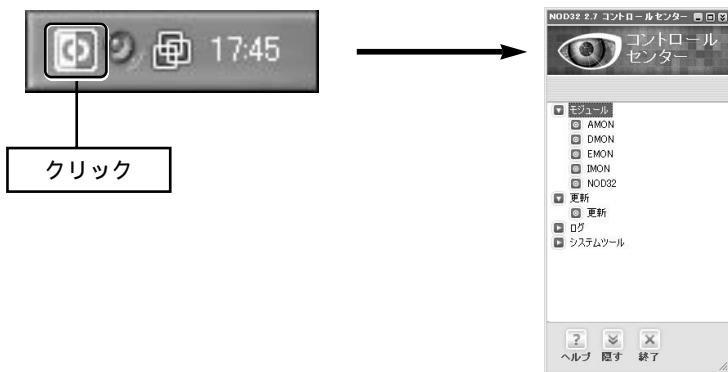 17:45
クリック
NOD32 2.7 コントロールセンター
コントロール
センター
モジュール
AMON
DMON
EMON
IMON
NOD32
更新
更新
ログ
システムツール
?
ヘルプ 隠す 終了